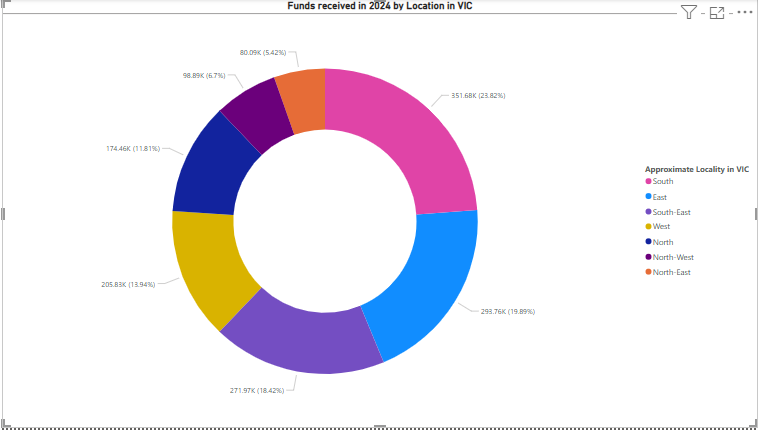 Funds received in 2024 by Location in VIC
80.09K (5.42%)
98.89K (6.7%)
351.68K (23.82%)
174.46K (11.81%)
Approximate Locality in VIC
South
East
South-East
West
North
North-West
North-East
205.83K (13.94%)
293.76K (19.89%)
271.97K (18.42%)